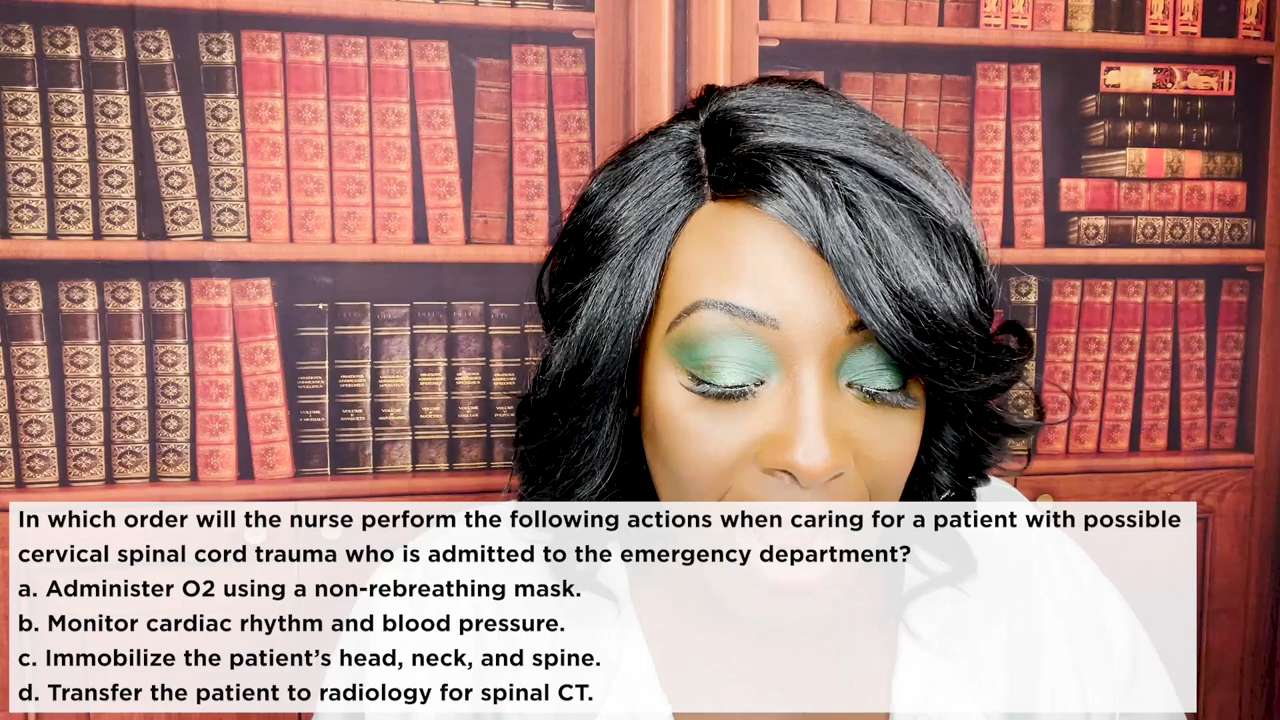 In which order will the nurse perform the following actions when caring for a patient with possible
cervical spinal cord trauma who is admitted to the emergency department?
a. Administer O2 using a non-rebreathing mask.
b. Monitor cardiac rhythm and blood pressure.
c. Immobilize the patient’s head, neck, and spine.
d. Transfer the patient to radiology for spinal CT.